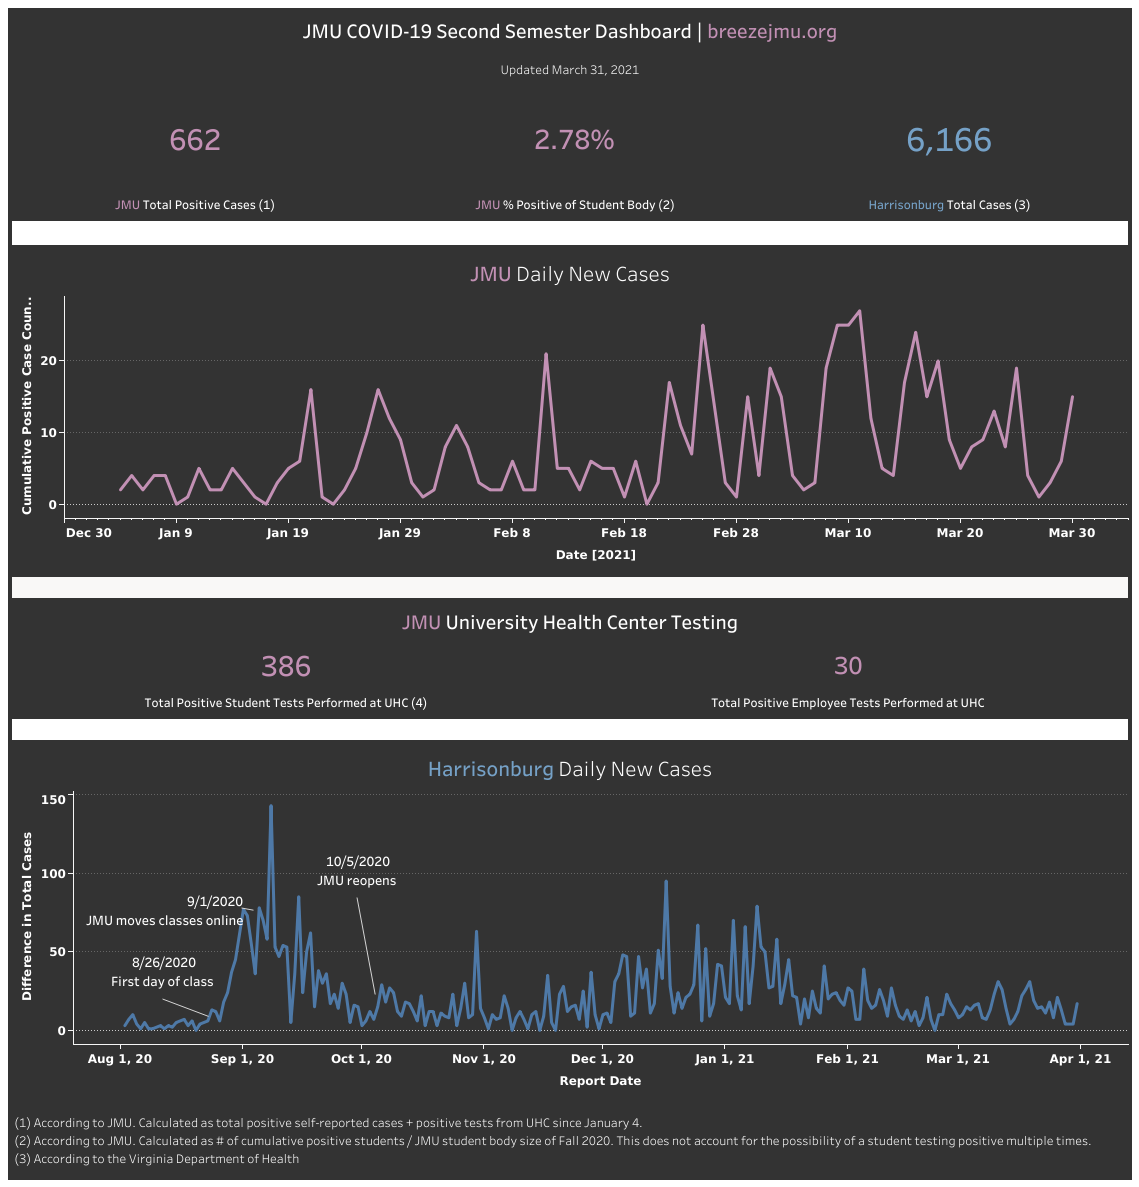 JMU COVID-19 Second Semester Dashboard | breezejmu.org
Updated March 31, 2021
662
2.78%
6,166
JMU Total Positive Cases (1)
JMU % Positive of Student Body (2)
Harrisonburg Total Cases (3)
JMU Daily New Cases
Cumulative Positive Case Coun..
20
10
0
Dec 30
Jan 9
Jan 19
Jan 29
Feb 8
Feb 18
Feb 28
Mar 10
Mar 20
Mar 30
Date [2021]
JMU University Health Center Testing
386
30
Total Positive Student Tests Performed at UHC (4)
Total Positive Employee Tests Performed at UHC
Harrisonburg Daily New Cases
Difference in Total Cases
150
100
50
0
10/5/2020
JMU reopens
9/1/2020
JMU moves classes online
8/26/2020
First day of class
Aug 1, 20
Sep 1, 20
Oct 1, 20
Nov 1, 20
Dec 1, 20
Jan 1, 21
Feb 1, 21
Mar 1, 21
Apr 1, 21
Report Date
(1) According to JMU. Calculated as total positive self-reported cases + positive tests from UHC since January 4.
(2) According to JMU. Calculated as # of cumulative positive students / JMU student body size of Fall 2020. This does not account for the possibility of a student testing positive multiple times.
(3) According to the Virginia Department of Health